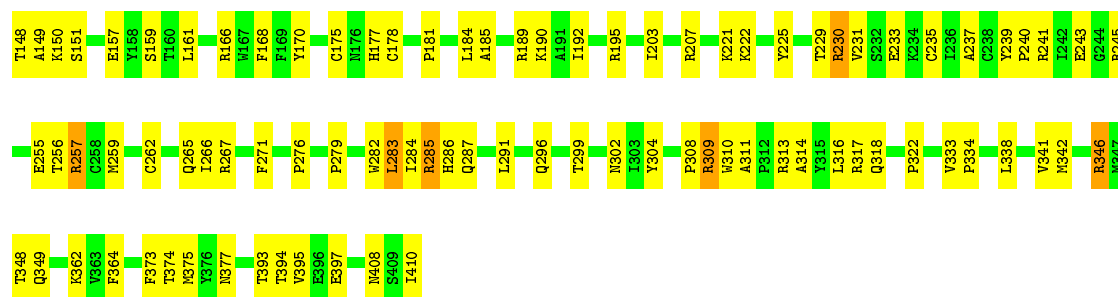 T148 A149 K150 S151 E157 Y158 S159 T160 L161 R166 W167 F168 F169 Y170 C175 N176 H177 C178 P181 L184 A185 R189 K190 A191 I192 R195 I203 R207 K221 K222 Y225 T229 R230 V231 S232 E233 K234 C235 I236 A237 C238 Y239 P240 R241 I242 E243 G244
E255 T256 R257 C258 M259 C262 Q265 I266 R267 F271 P276 P279 W282 L283 I284 R285 H286 Q287 L291 Q296 T299 N302 I303 Y304 P308 R309 W310 A311 P312 R313 A314 Y315 L316 R317 Q318 P322 V333 P334 L338 V341 M342 R346
T348 Q349 K362 V363 F364 F373 T374 M375 Y376 N377 T393 T394 V395 E396 E397 N408 S409 I410